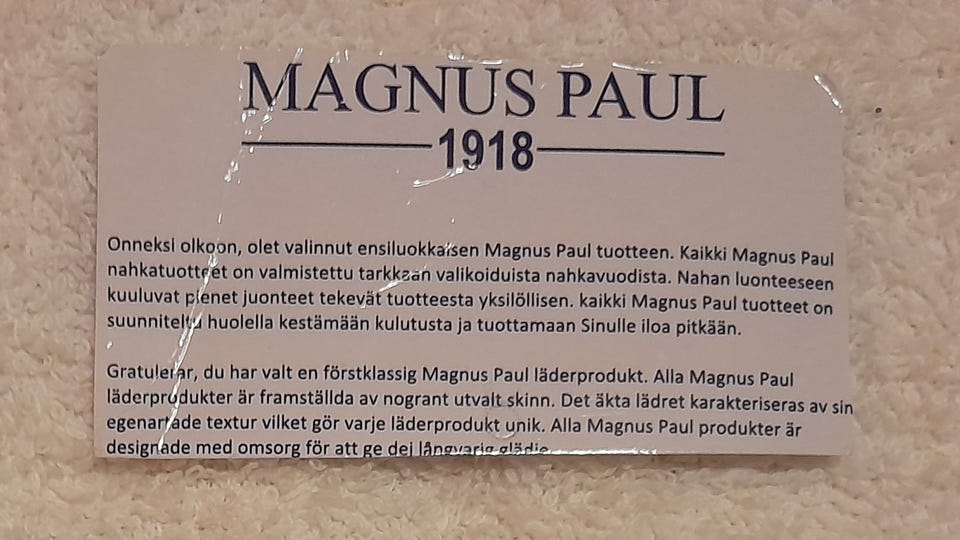 MAGNUS PAUL
1918
Onneksi olkoon, olet valinnut ensiluokkaisen Magnus Paul tuotteen. Kaikki Magnus Paul
nahkatuotteet on valmistettu tarkkaan valikoiduista nahkavuodista. Nahan luonteeseen
kuuluvat pienet juonteet tekevät tuotteesta yksilöllisen. kaikki Magnus Paul tuotteet on
suunniteltu huolella kestämään kulutusta ja tuottamaan Sinulle iloa pitkään.
Gratulerar, du har valt en förstklassig Magnus Paul läderprodukt. Alla Magnus Paul
läderprodukter är framställda av nogrant utvalt skinn. Det äkta lädret karakteriseras av sin
egenartade textur vilket gör varje läderprodukt unik. Alla Magnus Paul produkter är
designade med omsorg för att ge dej långvarig glädje